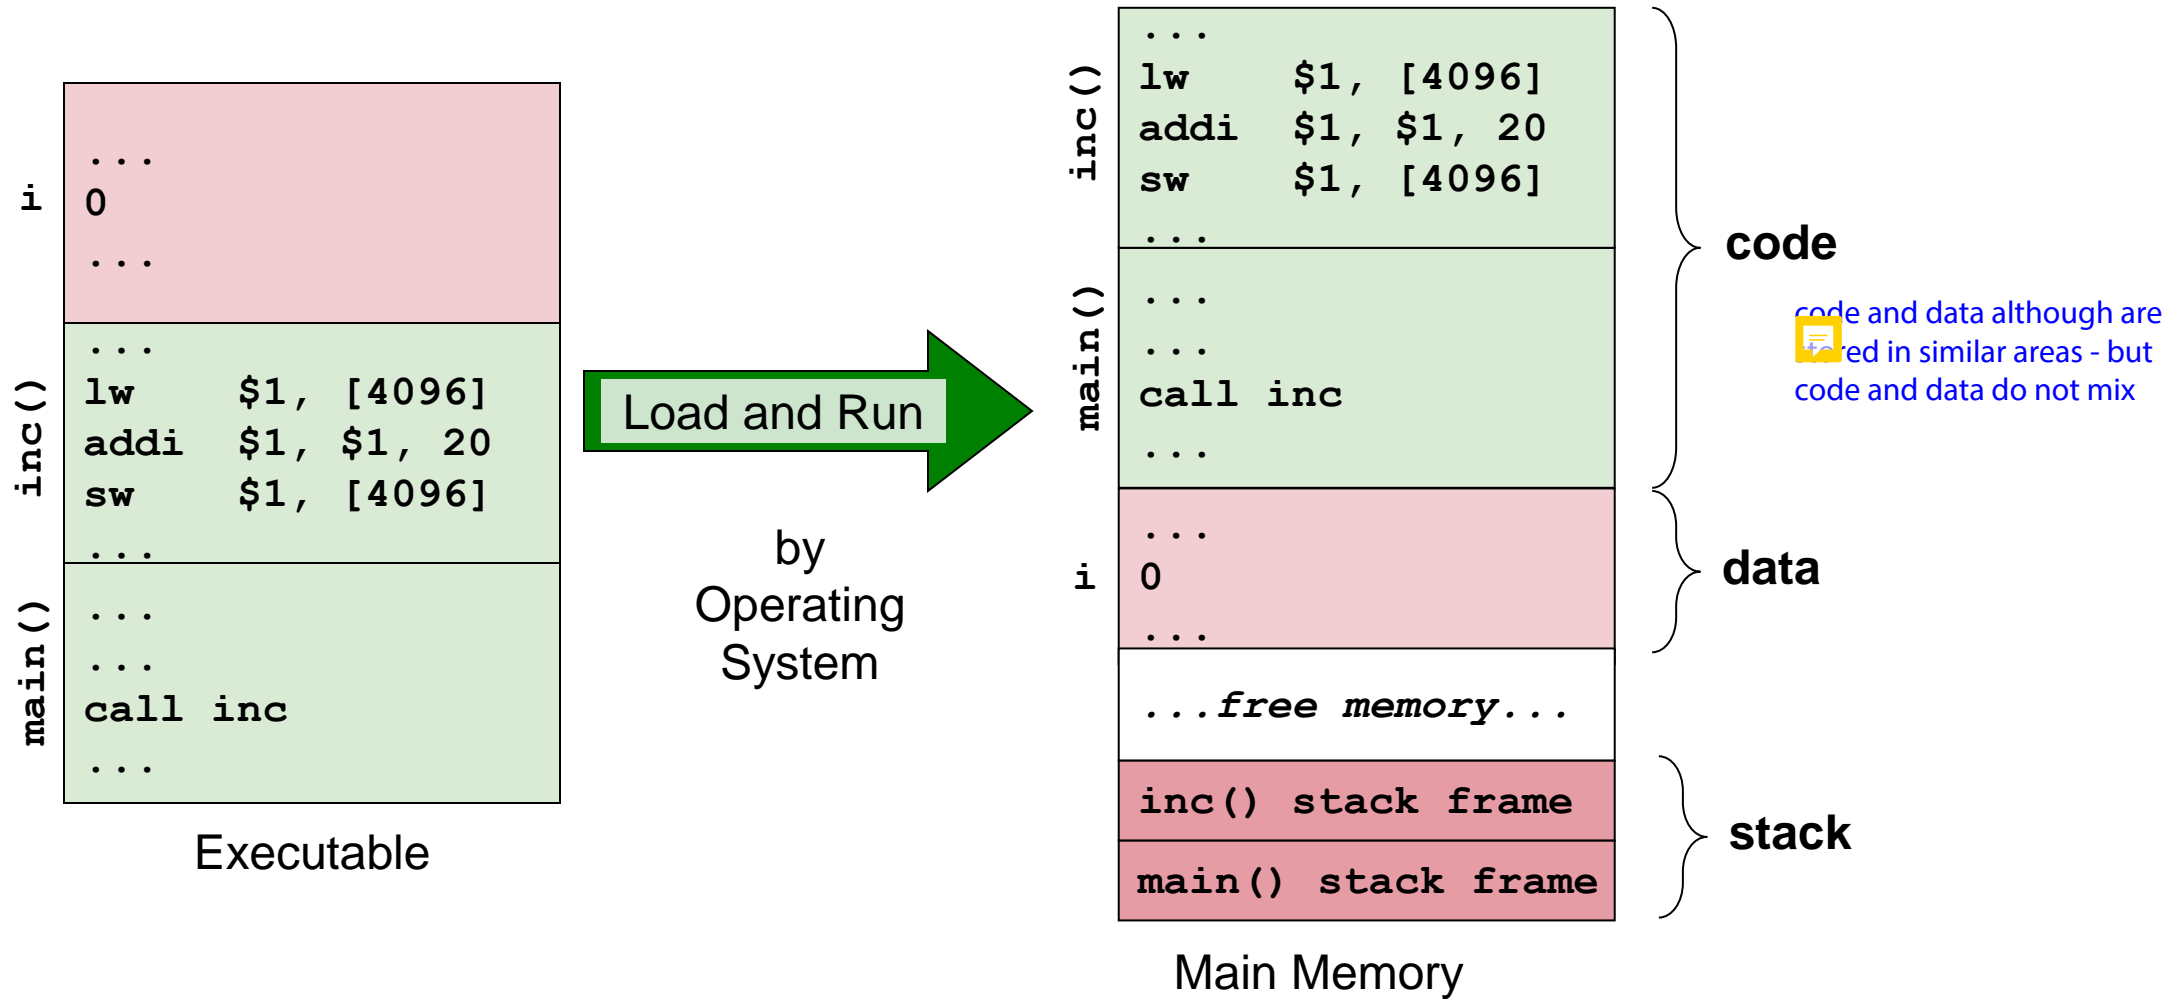 i
...
0
...
inc()
...
lw $1, [4096]
addi $1, $1, 20
sw $1, [4096]
...
main()
...
...
call inc
...
Executable
Load and Run
by
Operating
System
inc()
...
lw $1, [4096]
addi $1, $1, 20
sw $1, [4096]
...
main()
...
...
call inc
...
i
...
0
...
...free memory...
inc() stack frame
main() stack frame
Main Memory
code
code and data although are
stored in similar areas - but
code and data do not mix
data
stack